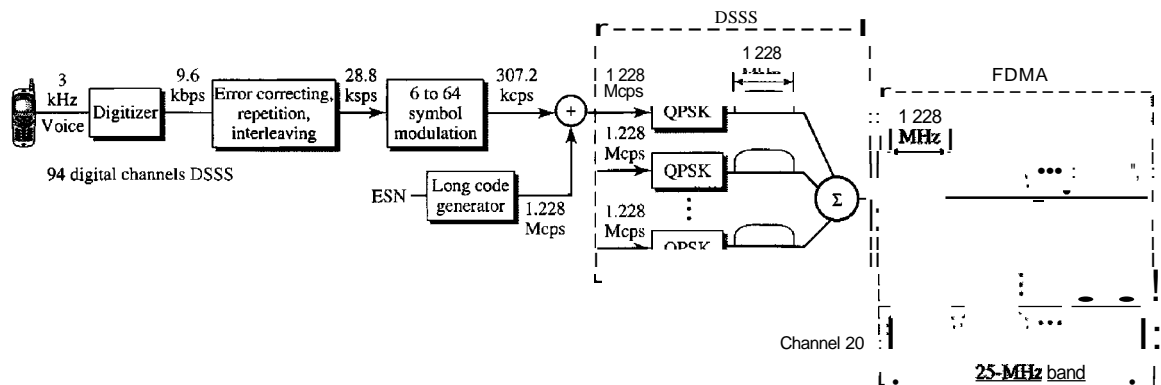 DSSS
3
kHz
Voice
Digitizer
9.6
kbps
Error correcting,
repetition,
interleaving
28.8
ksps
6 to 64
symbol
modulation
307.2
kcps
+
94 digital channels DSSS
ESN
Long code
generator
1.228
Mcps
1 228
Mcps
QPSK
1 228
1.228
Mcps
QPSK
1.228
Mcps
QPSK
Σ
FDMA
1 228
MHz
Channel 20
25-MHz band